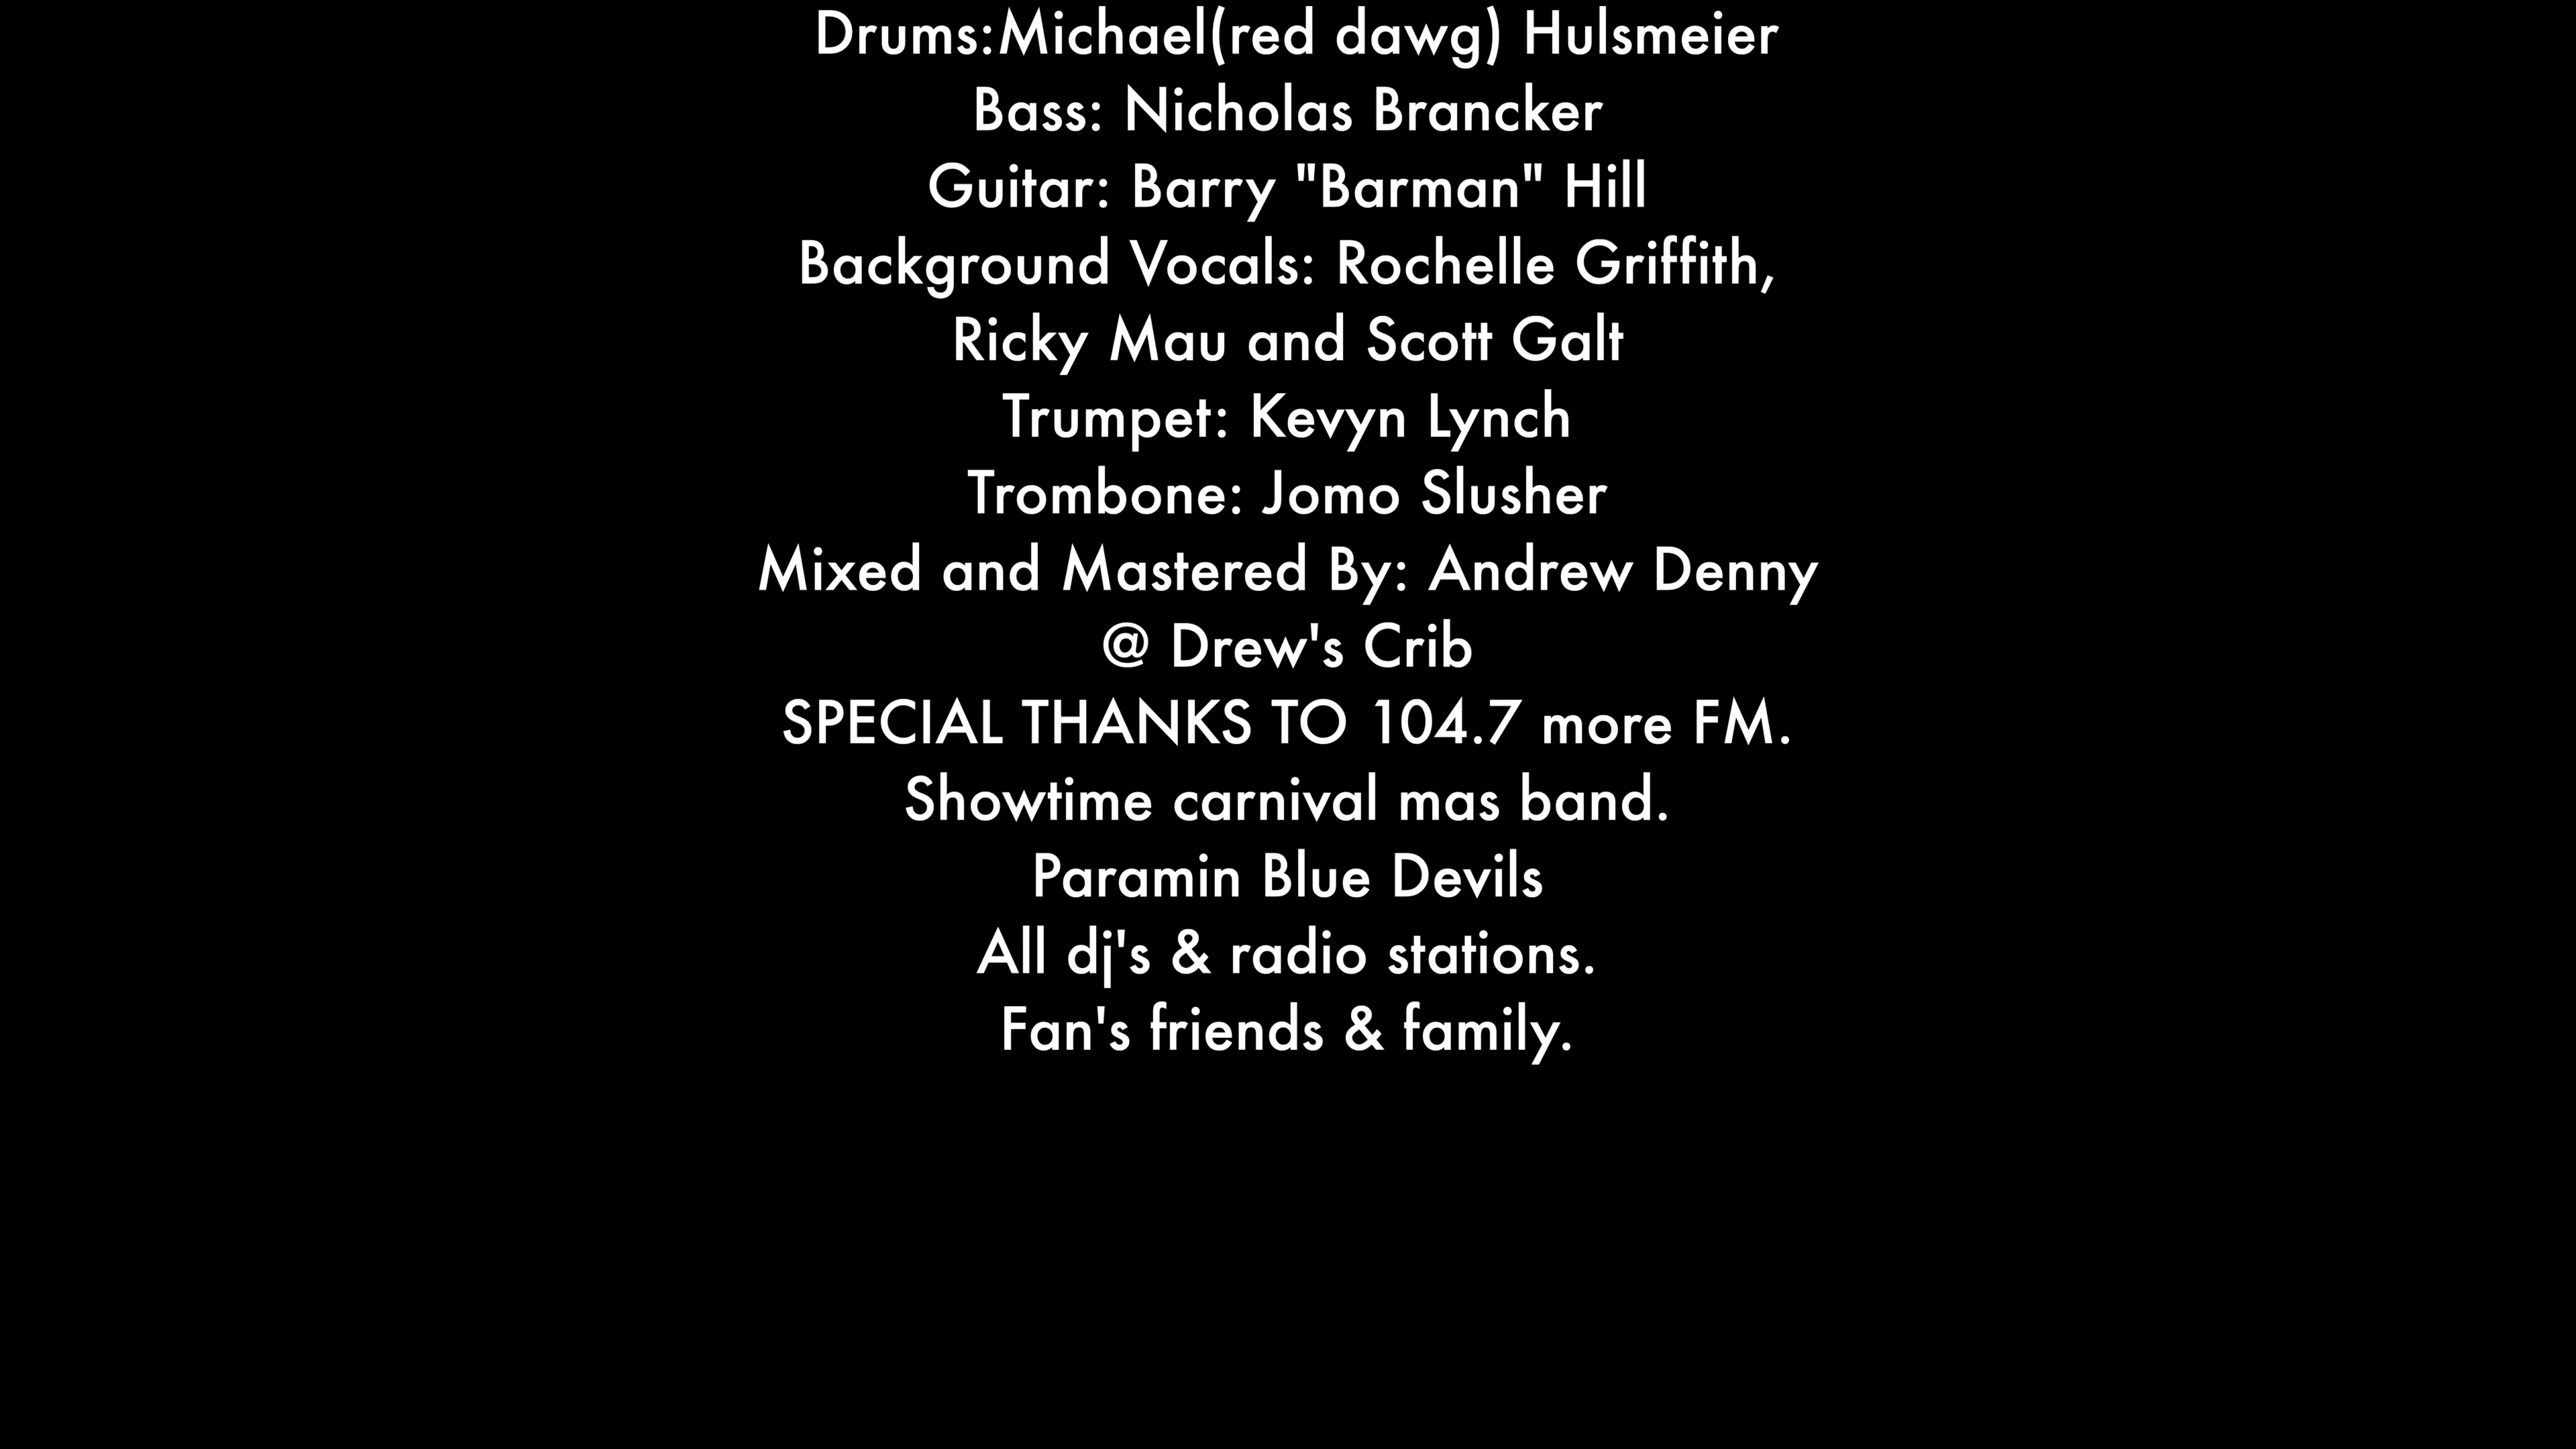 Drums:Michael(red dawg) Hulsmeier
Bass: Nicholas Brancker
Guitar: Barry "Barman" Hill
Background Vocals: Rochelle Griffith,
Ricky Mau and Scott Galt
Trumpet: Kevyn Lynch
Trombone: Jomo Slusher
Mixed and Mastered By: Andrew Denny
@ Drew's Crib
SPECIAL THANKS TO 104.7 more FM.
Showtime carnival mas band.
Paramin Blue Devils
All dj's & radio stations.
Fan's friends & family.